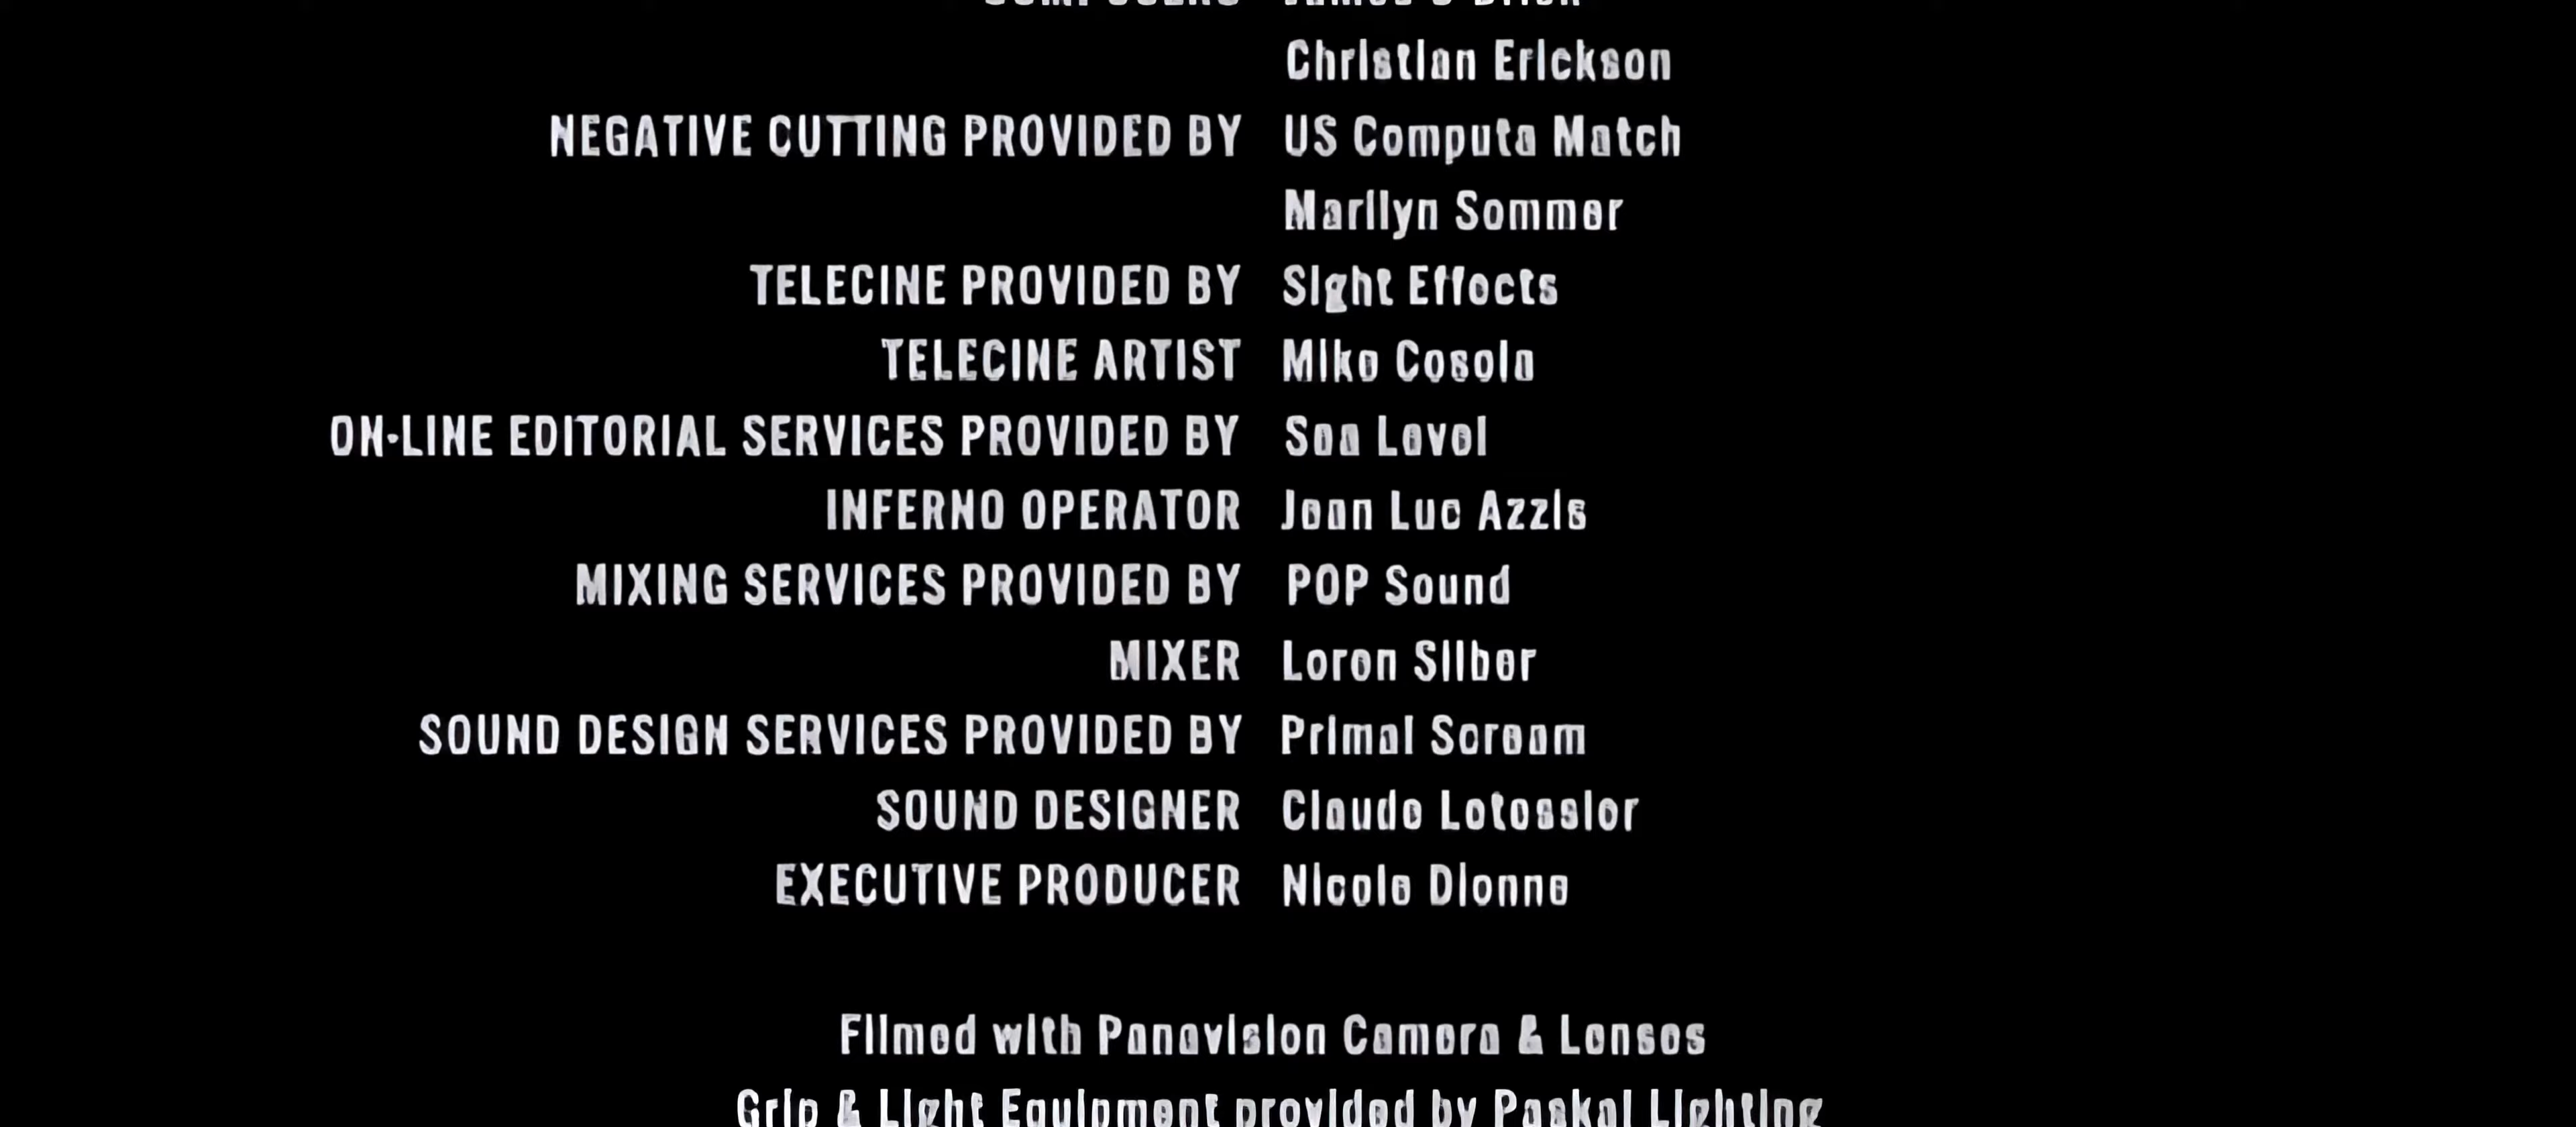 Christian Erickson
NEGATIVE CUTTING PROVIDED BY US Computa Match
Marilyn Sommer
TELECINE PROVIDED BY Sight Effects
TELECINE ARTIST Mike Cosola
ON-LINE EDITORIAL SERVICES PROVIDED BY Sea Level
INFERNO OPERATOR Jean Luc Azzis
MIXING SERVICES PROVIDED BY POP Sound
MIXER Loren Silber
SOUND DESIGN SERVICES PROVIDED BY Primal Scream
SOUND DESIGNER Claude Letessier
EXECUTIVE PRODUCER Nicole Dionne
Filmed with Panavision Camera & Lenses
Grip & Light Equipment provided by Paskal Lighting